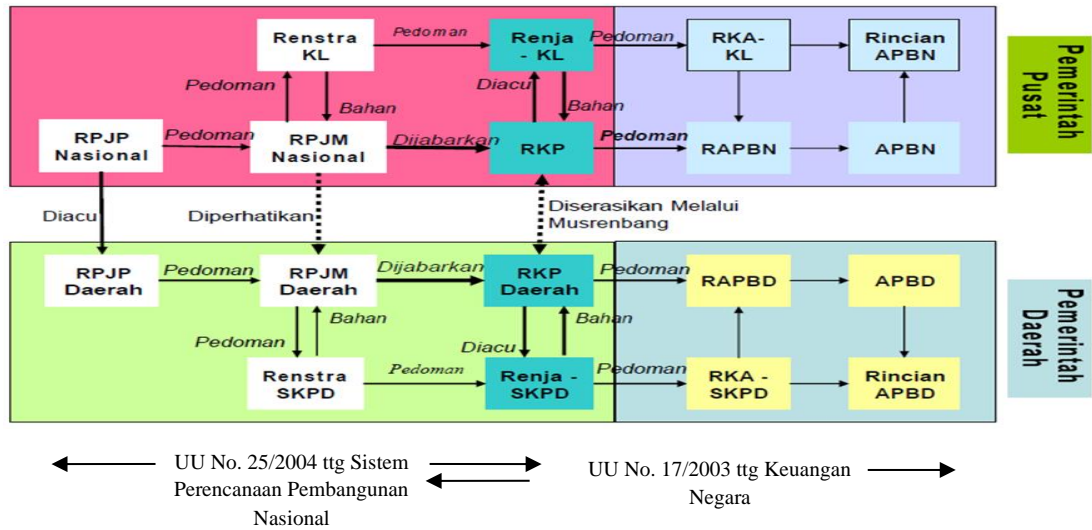 Renstra
KL
Pedoman
Renja
- KL
Pedoman
RKA-
KL
Rincian
APBN
Pedoman
Bahan
Diacu
Bahan
RPJP
Nasional
Pedoman
RPJM
Nasional
Dijabarkan
RKP
Pedoman
RAPBN
APBN
Pemerintah
Pusat
Diacu
Diperhatikan
Diserasikan Melalui
Musrenbang
RPJP
Daerah
Pedoman
RPJM
Daerah
Dijabarkan
RKP
Daerah
Pedoman
RAPBD
APBD
Pedoman
Bahan
Diacu
Bahan
Renstra
SKPD
Pedoman
Renja -
SKPD
Pedoman
RKA -
SKPD
Rincian
APBD
Pemerintah
Daerah
UU No. 25/2004 ttg Sistem
Perencanaan Pembangunan
Nasional
UU No. 17/2003 ttg Keuangan
Negara